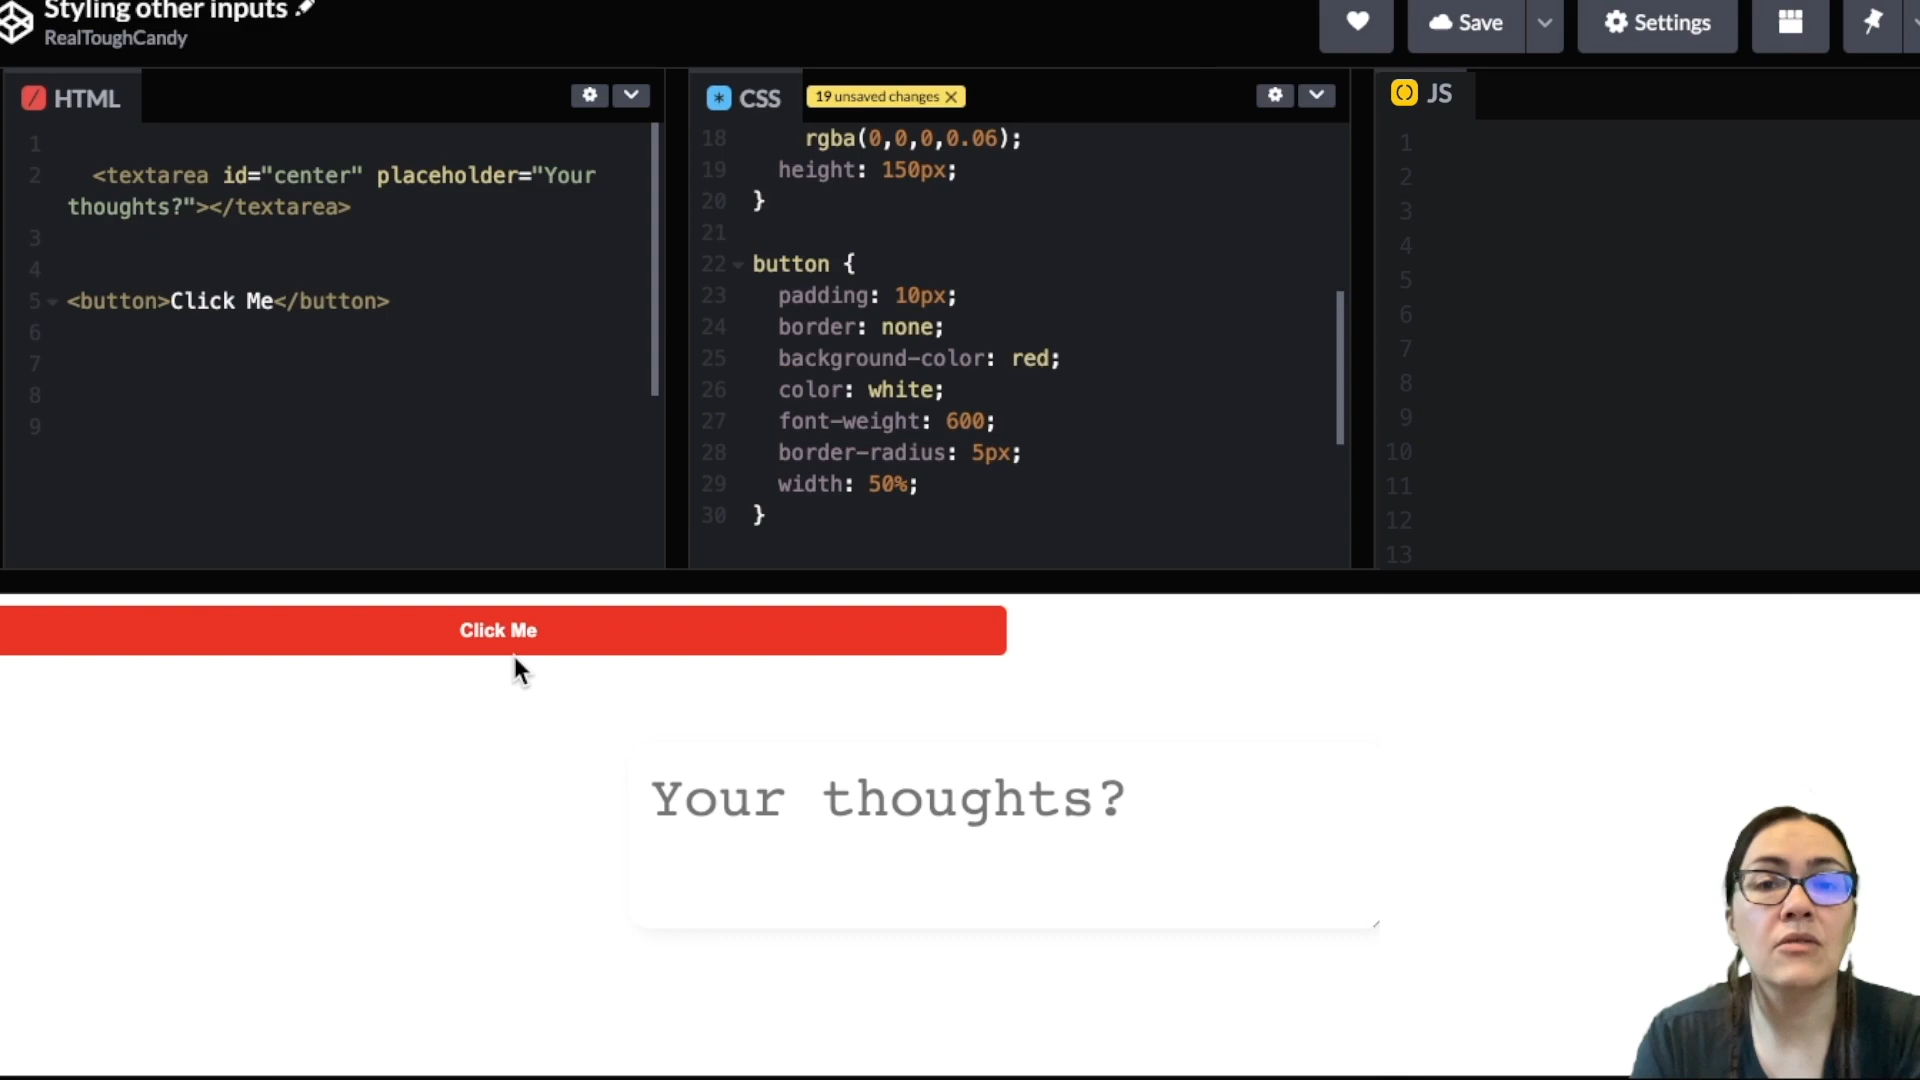 Styling other inputs
RealToughCandy
Save
Settings
HTML
1
2 <textarea id="center" placeholder="Your
thoughts?"></textarea>
3
4
5 <button>Click Me</button>
6
7
8
9
CSS
19 unsaved changes X
18 rgba(0,0,0,0.06);
19 height: 150px;
20 }
21
22 button {
23 padding: 10px;
24 border: none;
25 background-color: red;
26 color: white;
27 font-weight: 600;
28 border-radius: 5px;
29 width: 50%;
30 }
JS
1
2
3
4
5
6
7
8
9
10
11
12
13
Click Me
Your thoughts?